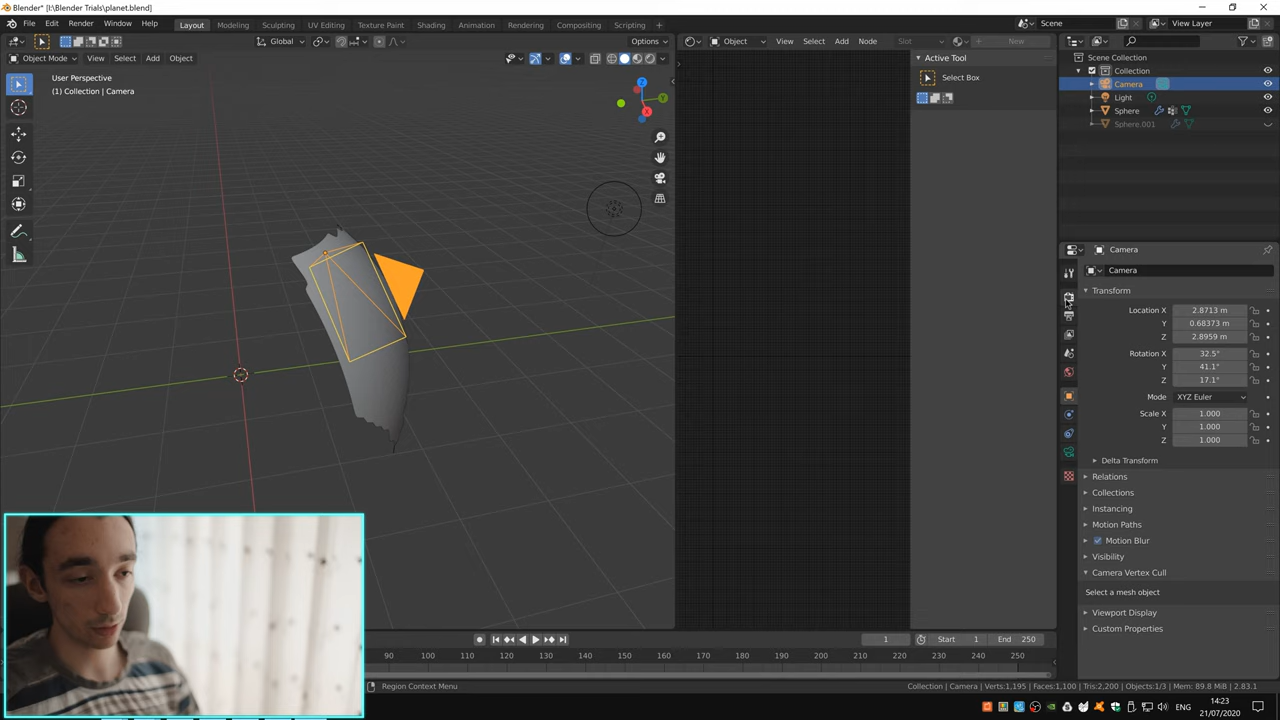 Blender* [I:\Blender Trials\planet.blend]
File Edit Render Window Help Layout Modeling Sculpting UV Editing Texture Paint Shading Animation Rendering Compositing Scripting Scene View Layer
Global Options Object View Select Add Node Slot New
Object Mode View Select Add Object
User Perspective
(1) Collection | Camera
Active Tool
Select Box
Scene Collection
Collection
Camera
Light
Sphere
Sphere.001
Camera
Camera
Transform
Location X 2.8713 m
Y 0.68373 m
Z 2.8959 m
Rotation X 32.5°
Y 41.1°
Z 17.1°
Mode XYZ Euler
Scale X 1.000
Y 1.000
Z 1.000
Delta Transform
Relations
Collections
Instancing
Motion Paths
Motion Blur
Visibility
Camera Vertex Cull
Select a mesh object
Viewport Display
Custom Properties
1 Start 1 End 250
90 100 110 120 130 140 150 160 170 180 190 200 210 220 230 240 250
Region Context Menu Collection | Camera | Verts:1,195 | Faces:1,100 | Tris:2,200 | Objects:1/3 | Mem: 89.8 MiB | 2.83.1
ENG 14:23
21/07/2020